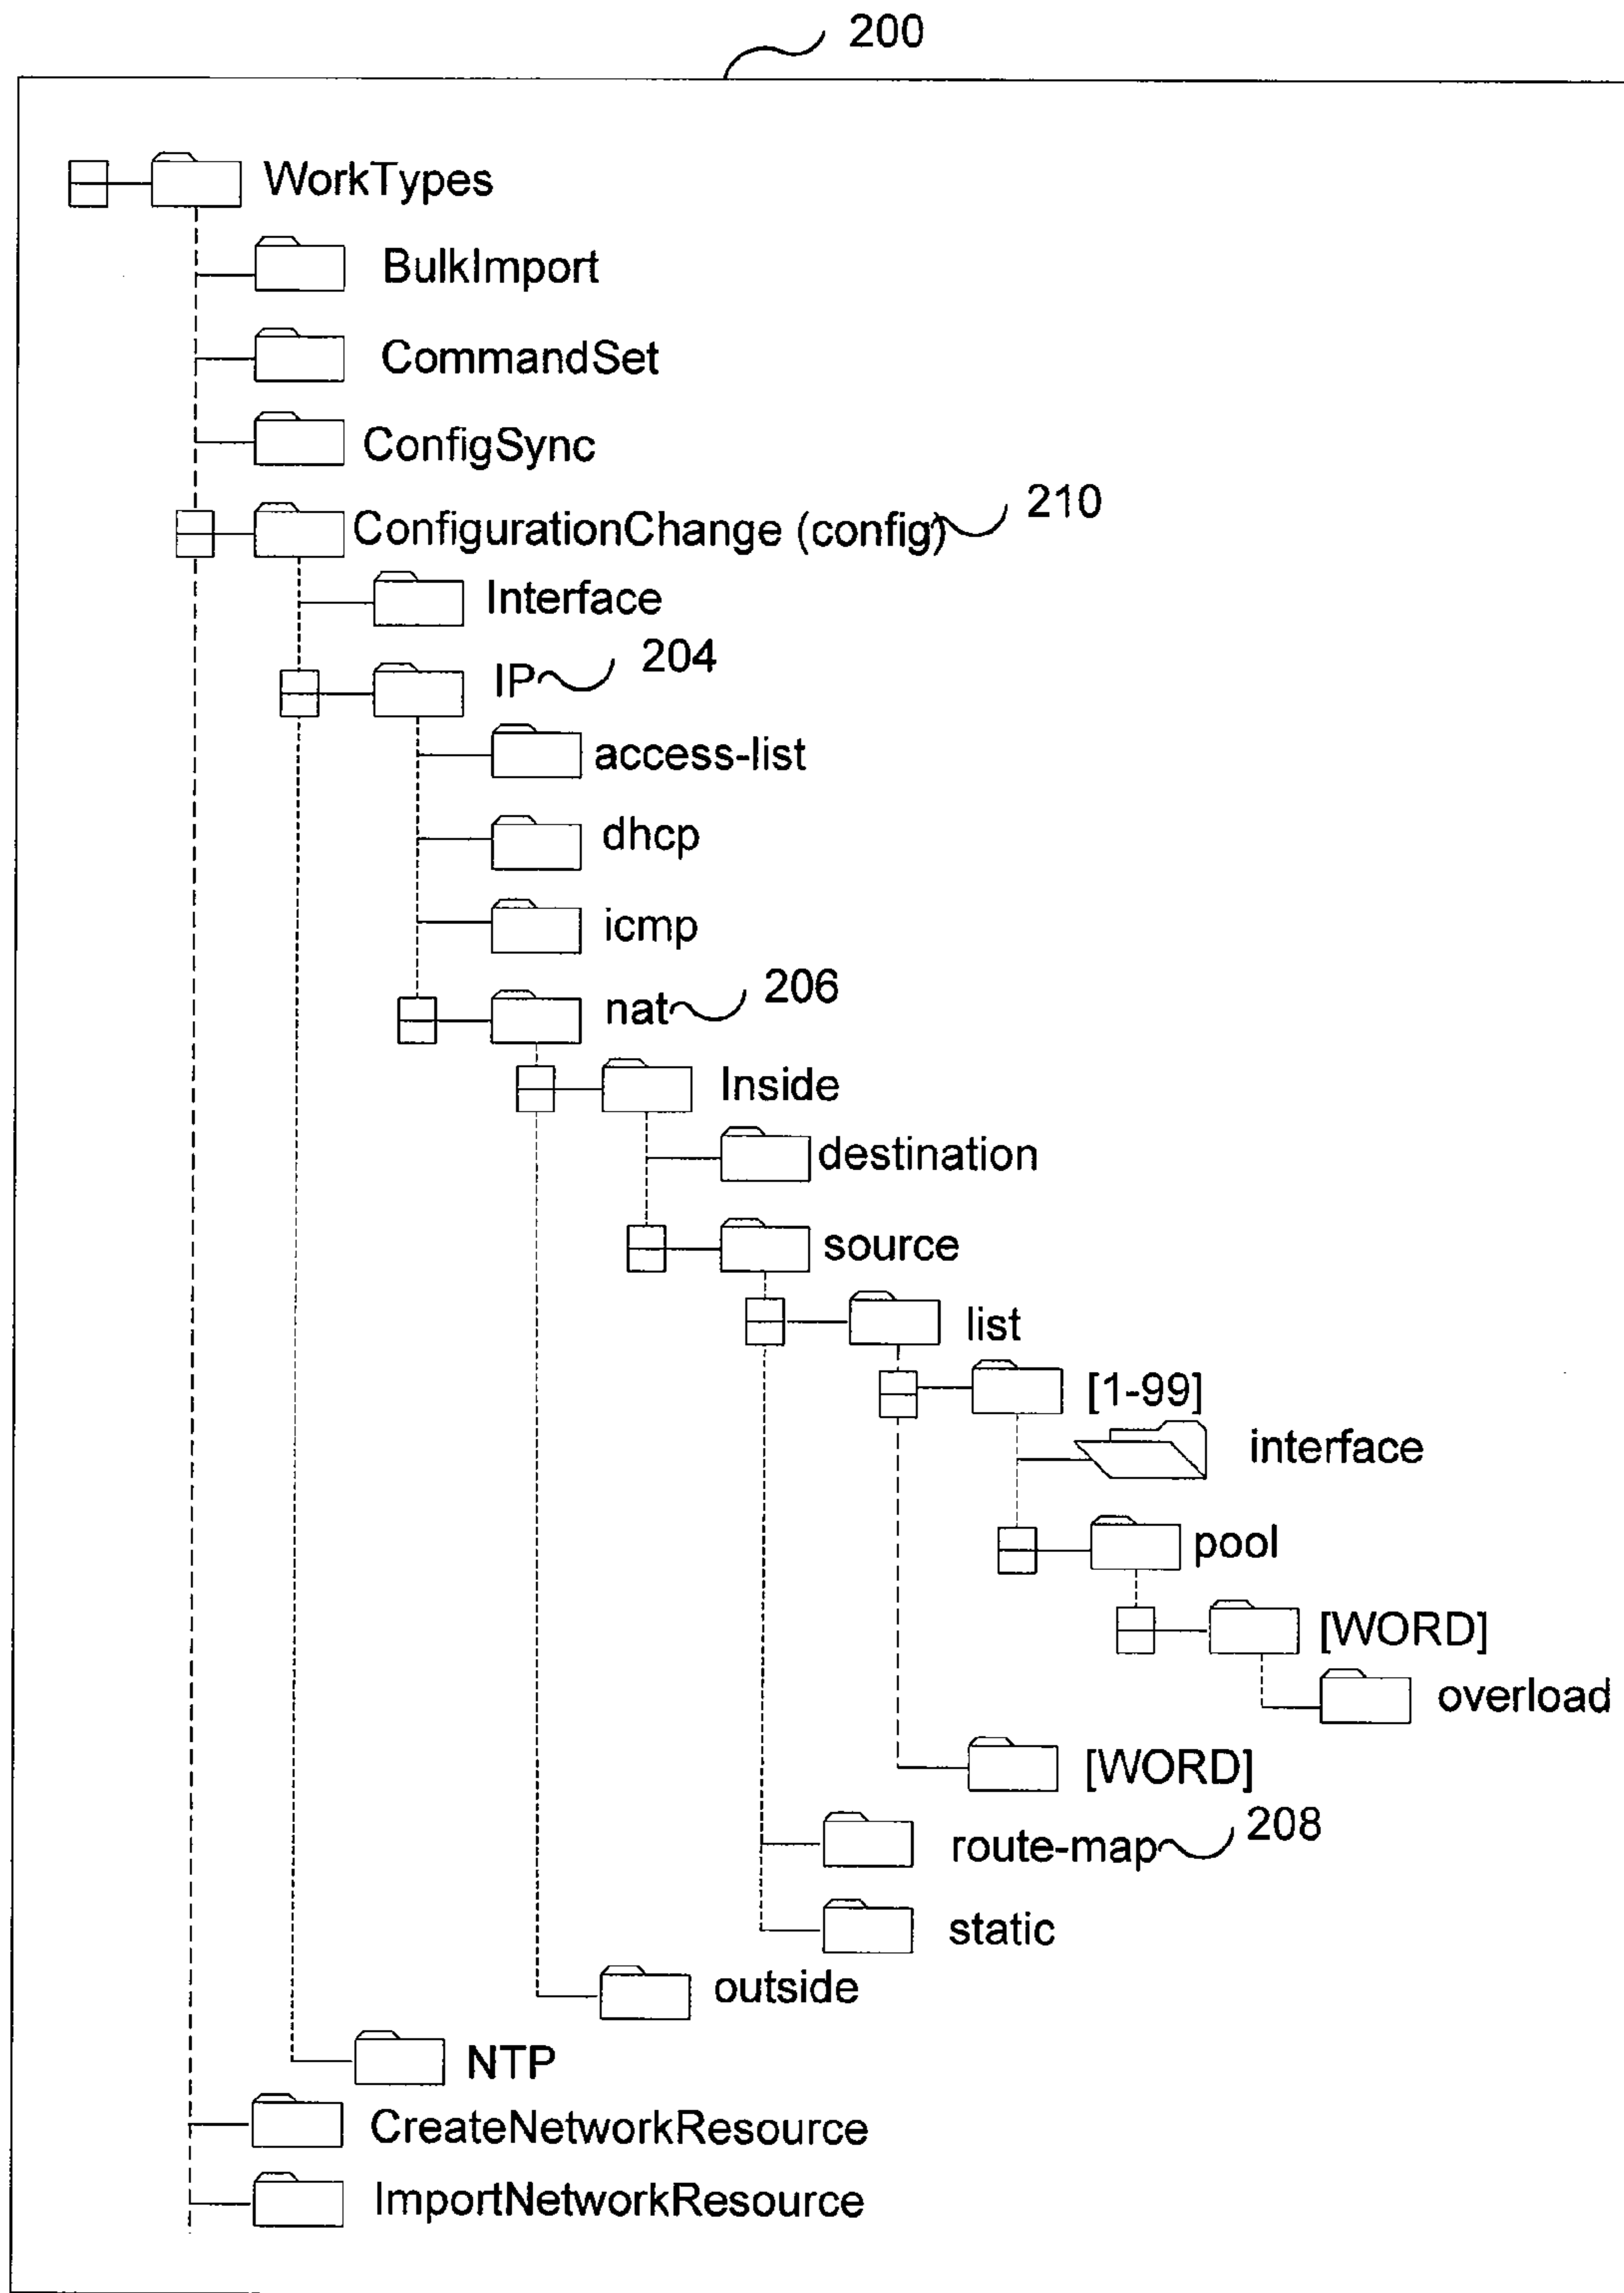 200
WorkTypes
BulkImport
CommandSet
ConfigSync
ConfigurationChange (config) 210
Interface
IP 204
access-list
dhcp
icmp
nat 206
Inside
destination
source
list
[1-99]
interface
pool
[WORD]
overload
[WORD]
route-map 208
static
outside
NTP
CreateNetworkResource
ImportNetworkResource